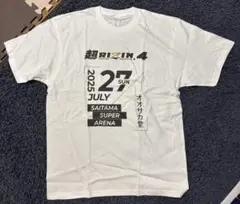 超RIZIN.4
2025
JULY
27
SUN
SAITAMA
SUPER
ARENA
オオサカ堂